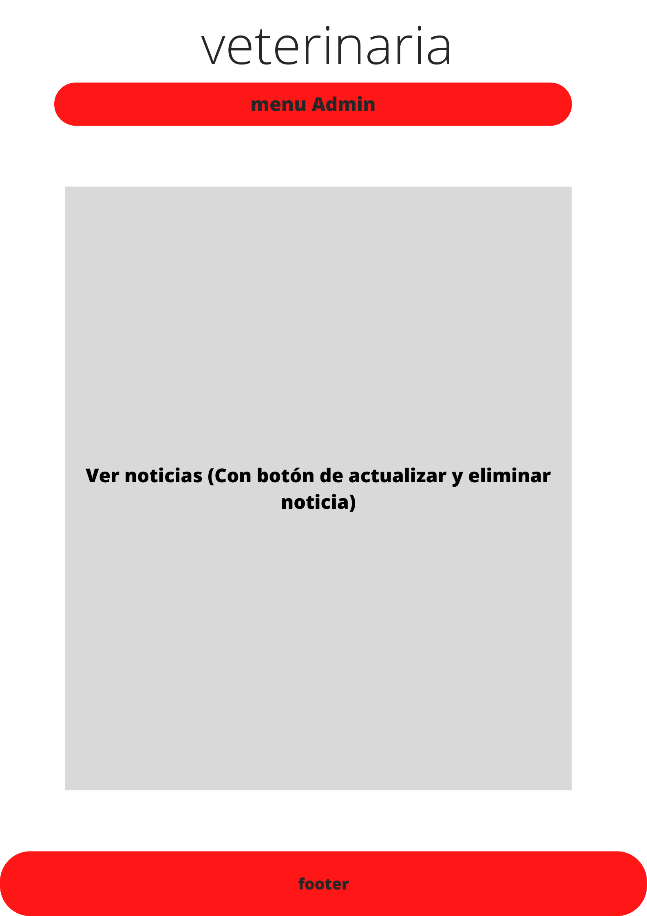 veterinaria
menu Admin
Ver noticias (Con botón de actualizar y eliminar
noticia)
footer